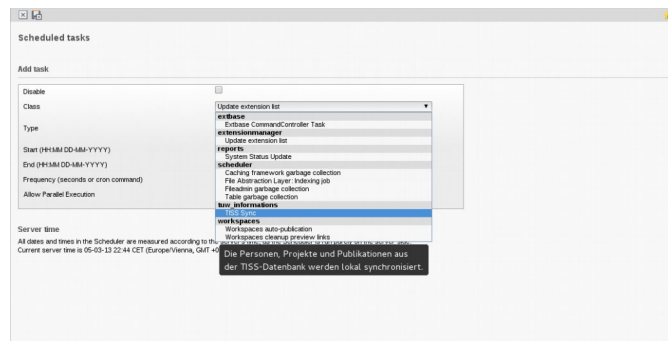 Scheduled tasks
Add task
Disable
Class
Update extension list
extbase
Extbase CommandController Task
Type
extensionmanager
Update extension list
Start (HH:MM DD-MM-YYYY)
reports
System Status Update
End (HH:MM DD-MM-YYYY)
scheduler
Caching framework garbage collection
Frequency (seconds or cron command)
File Abstraction Layer: Indexing job
Fileadmin garbage collection
Allow Parallel Execution
Table garbage collection
tuw_informations
TISS Sync
workspaces
Workspaces auto-publication
Workspaces cleanup preview links
Server time
All dates and times in the Scheduler are measured according to the
Current server time is 05-03-13 22:44 CET (Europe/Vienna, GMT +0
Die Personen, Projekte und Publikationen aus
der TISS-Datenbank werden lokal synchronisiert.